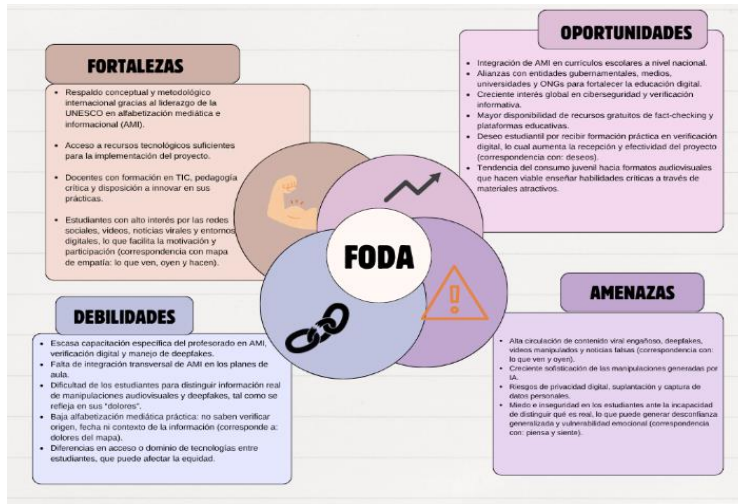 FORTALEZAS
• Respaldo conceptual y metodológico
internacional gracias al liderazgo de la
UNESCO en alfabetización mediática e
informacional (AMI).
• Acceso a recursos tecnológicos suficientes
para la implementación del proyecto.
• Docentes con formación en TIC, pedagogía
crítica y disposición a innovar en sus
prácticas.
• Estudiantes con alto interés por las redes
sociales, videos, noticias virales y entornos
digitales, lo que facilita la motivación y
participación (correspondencia con mapa
de empatía: lo que ven, oyen y hacen).
OPORTUNIDADES
• Integración de AMI en currículos escolares a nivel nacional.
• Alianzas con entidades gubernamentales, medios,
universidades y ONGs para fortalecer la educación digital.
• Creciente interés global en ciberseguridad y verificación
informativa.
• Mayor disponibilidad de recursos gratuitos de fact-checking y
plataformas educativas.
• Deseo estudiantil por recibir formación práctica en verificación
digital, lo cual aumenta la recepción y efectividad del proyecto
(correspondencia con: deseos).
• Tendencia del consumo juvenil hacia formatos audiovisuales
que hacen viable enseñar habilidades críticas a través de
materiales atractivos.
FODA
DEBILIDADES
• Escasa capacitación específica del profesorado en AMI,
verificación digital y manejo de deepfakes.
• Falta de integración transversal de AMI en los planes de
aula.
• Dificultad de los estudiantes para distinguir información real
de manipulaciones audiovisuales y deepfakes, tal como se
refleja en sus "dolores".
• Baja alfabetización mediática práctica: no saben verificar
origen, fecha ni contexto de la información (corresponde a:
dolores del mapa).
• Diferencias en acceso o dominio de tecnologías entre
estudiantes, que puede afectar la equidad.
AMENAZAS
• Alta circulación de contenido viral engañoso, deepfakes,
videos manipulados y noticias falsas (correspondencia con:
lo que ven y oyen).
• Creciente sofisticación de las manipulaciones generadas por
IA.
• Riesgos de privacidad digital, suplantación y captura de
datos personales.
• Miedo e inseguridad en los estudiantes ante la incapacidad
de distinguir qué es real, lo que puede generar desconfianza
generalizada y vulnerabilidad emocional (correspondencia
con: piensa y siente).